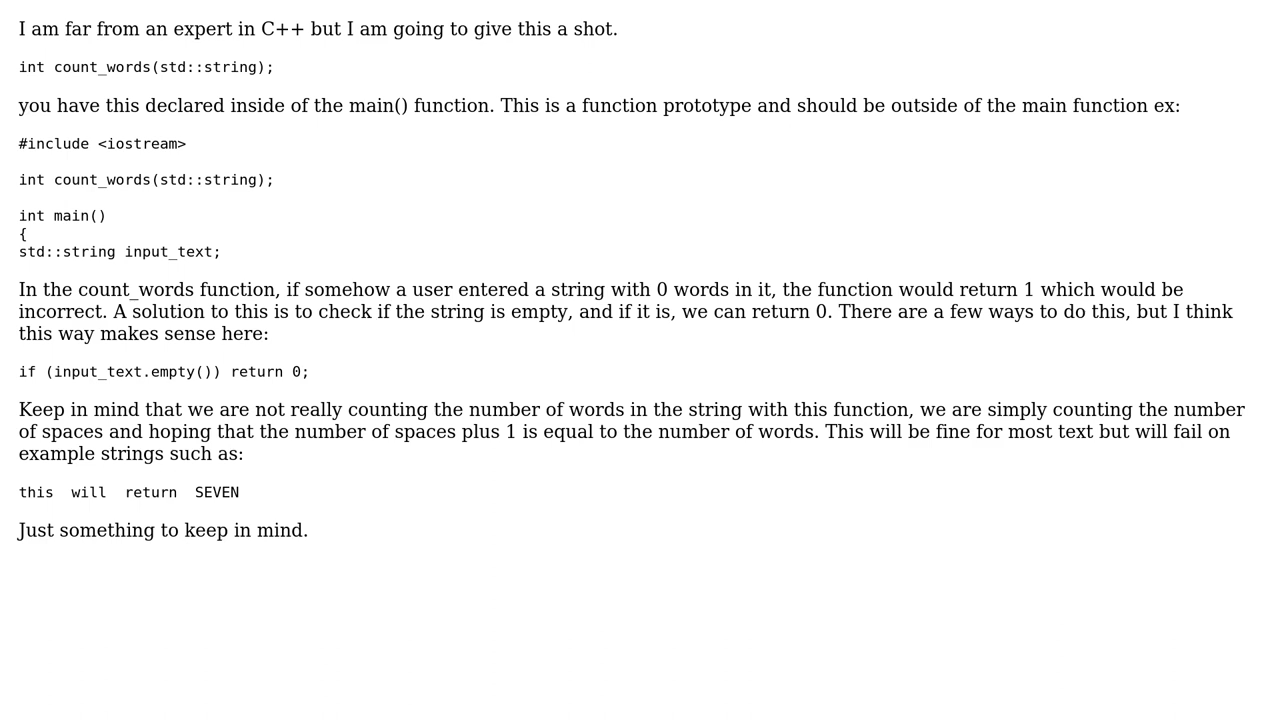 I am far from an expert in C++ but I am going to give this a shot.
int count_words(std::string);
you have this declared inside of the main() function. This is a function prototype and should be outside of the main function ex:
#include <iostream>
int count_words(std::string);
int main()
{
std::string input_text;
In the count_words function, if somehow a user entered a string with 0 words in it, the function would return 1 which would be
incorrect. A solution to this is to check if the string is empty, and if it is, we can return 0. There are a few ways to do this, but I think
this way makes sense here:
if (input_text.empty()) return 0;
Keep in mind that we are not really counting the number of words in the string with this function, we are simply counting the number
of spaces and hoping that the number of spaces plus 1 is equal to the number of words. This will be fine for most text but will fail on
example strings such as:
this  will  return  SEVEN
Just something to keep in mind.